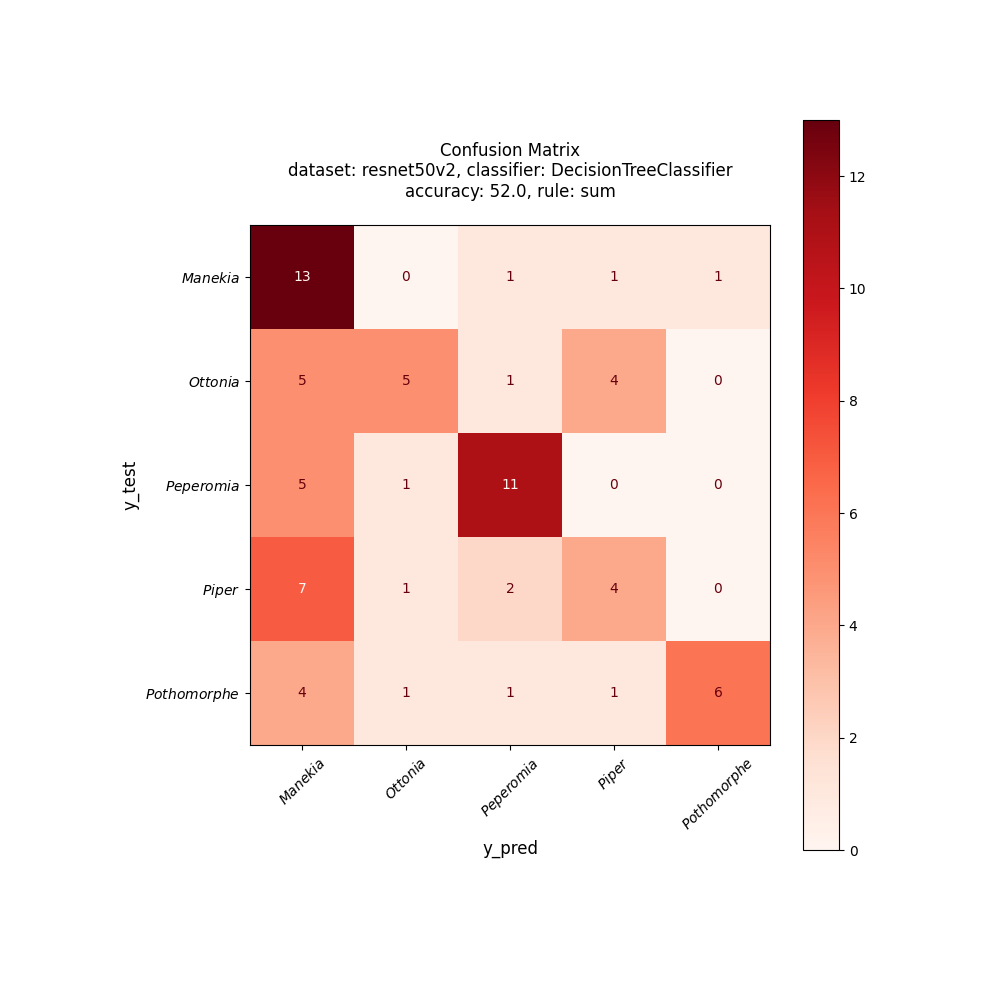 Confusion Matrix
dataset: resnet50v2, classifier: DecisionTreeClassifier
accuracy: 52.0, rule: sum
y_test
Manekia 13 0 1 1 1
Ottonia 5 5 1 4 0
Peperomia 5 1 11 0 0
Piper 7 1 2 4 0
Pothomorphe 4 1 1 1 6
Manekia Ottonia Peperomia Piper Pothomorphe
y_pred
12
10
8
6
4
2
0